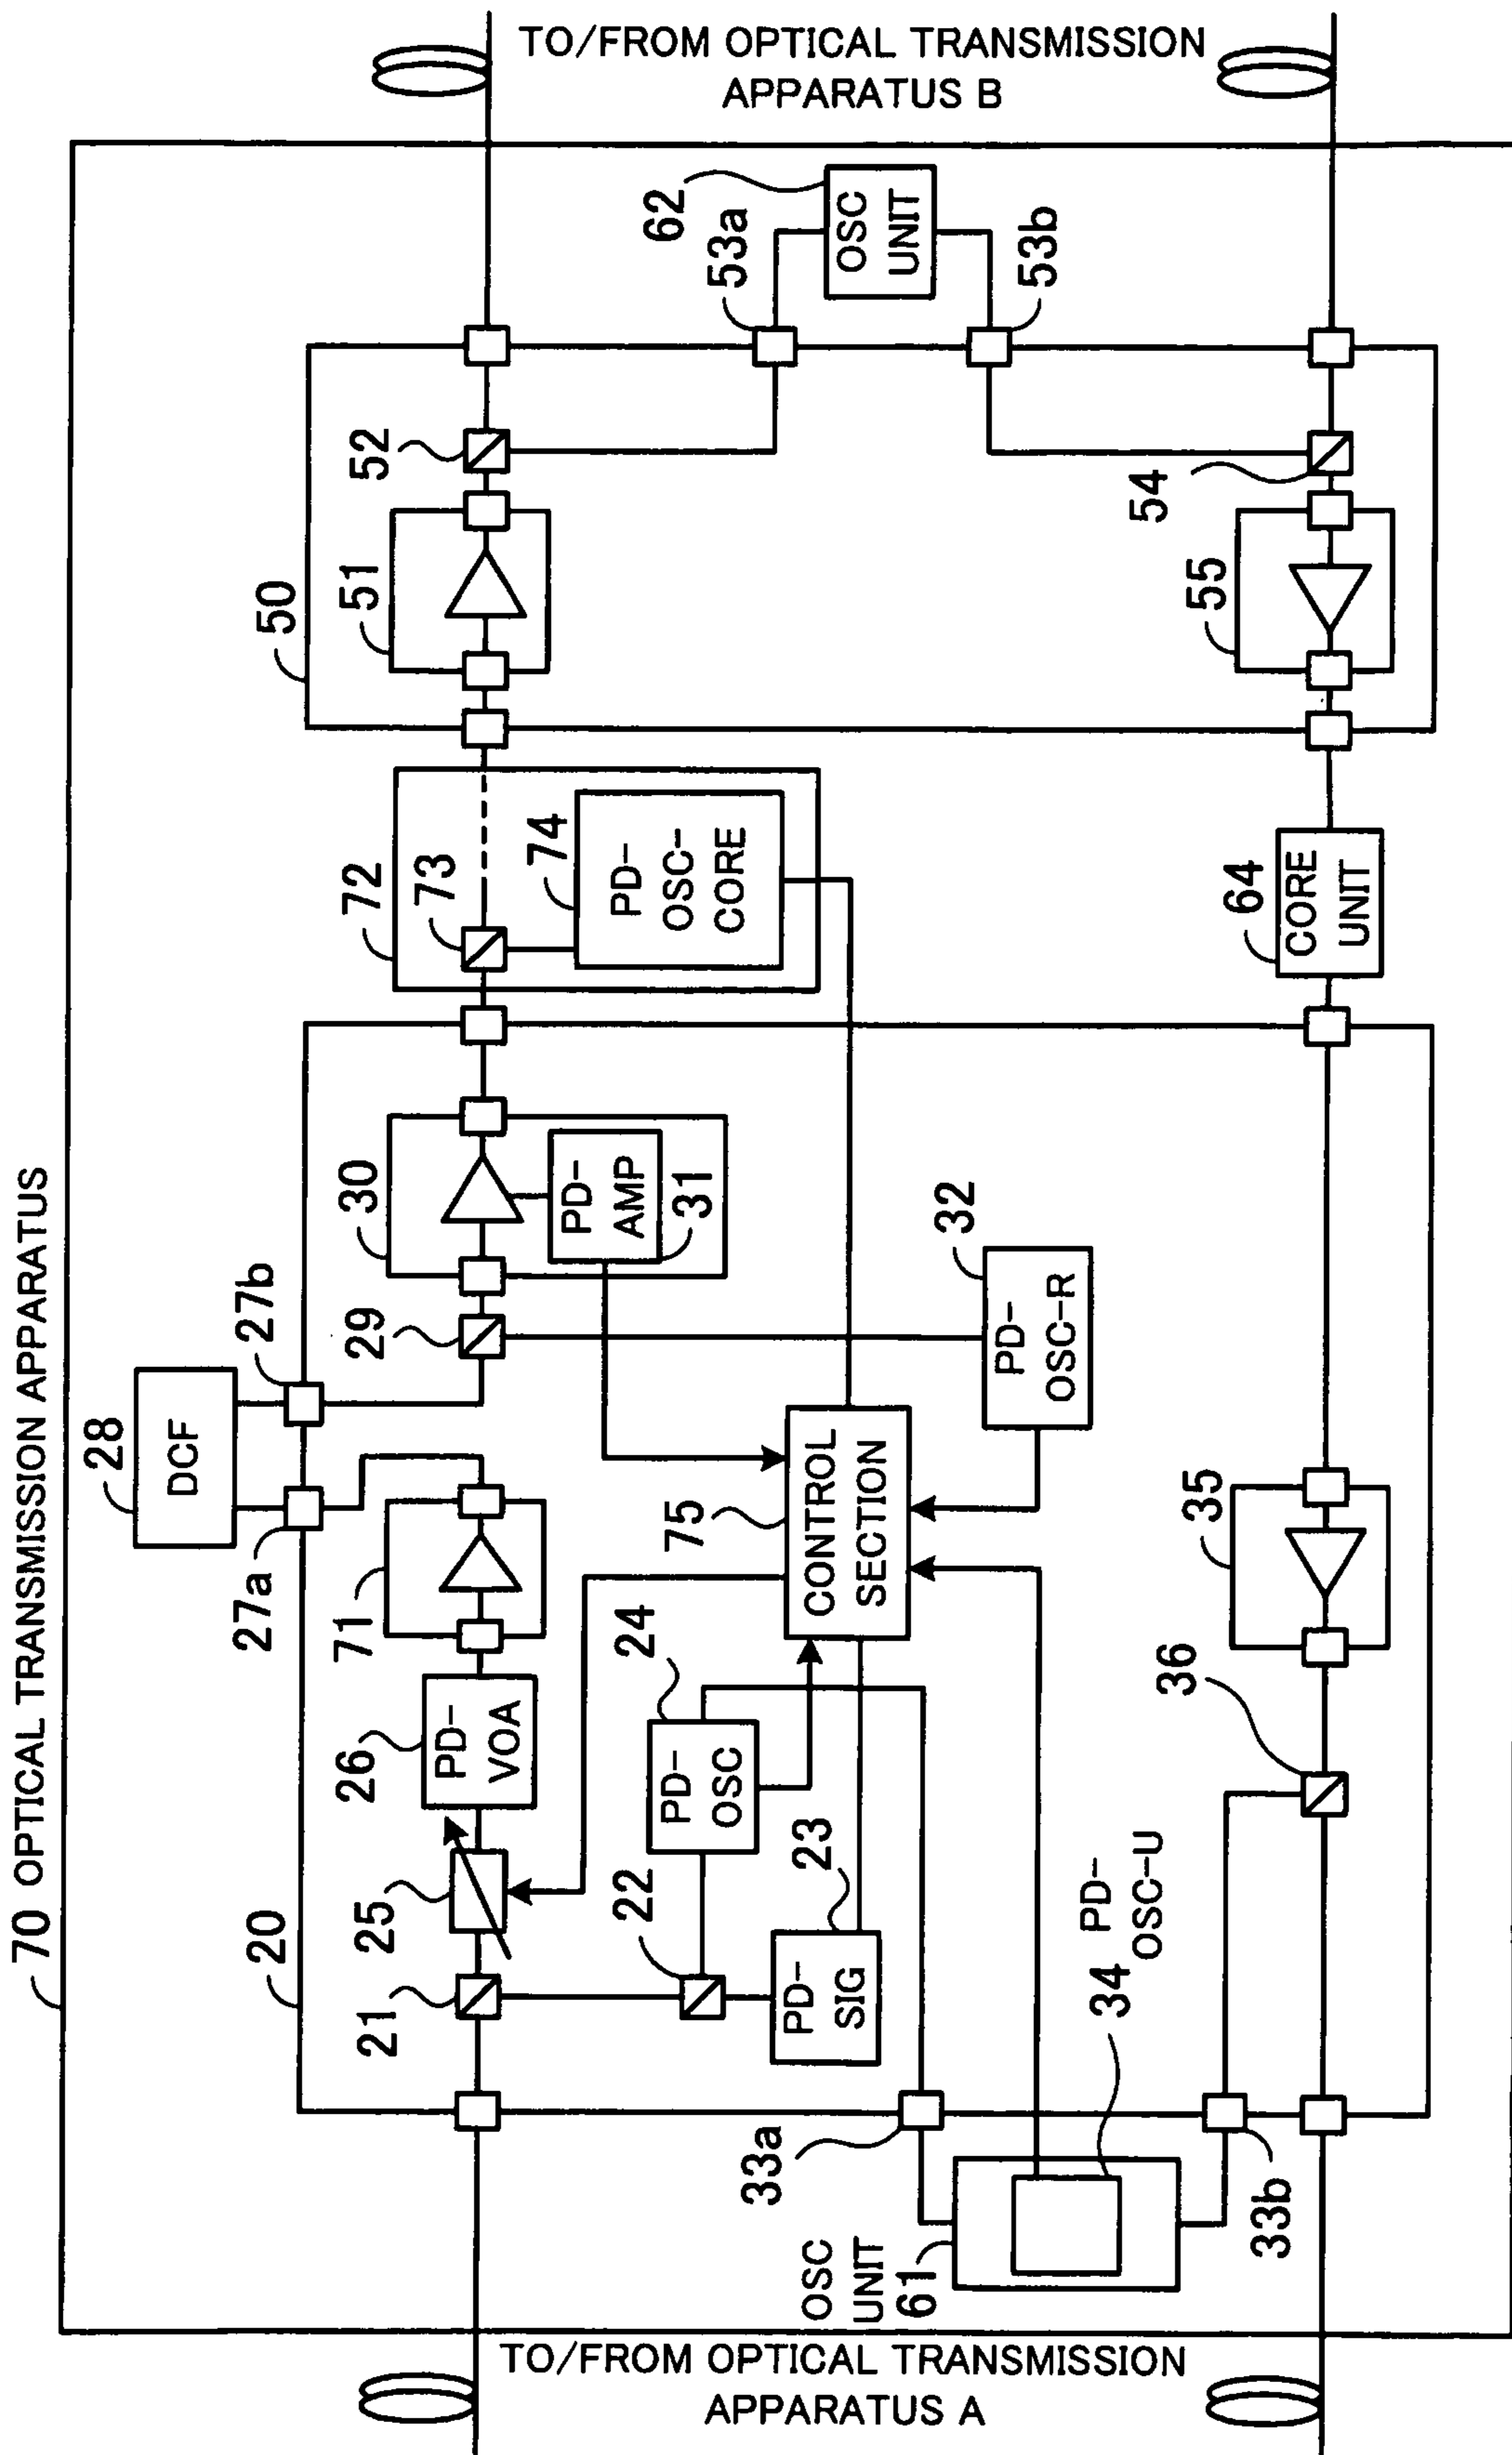 70 OPTICAL TRANSMISSION APPARATUS
28
DCF
27a
27b
20
21
25
26
PD-
VOA
71
29
30
PD-
AMP
31
72
73
74
PD-
OSC-
CORE
50
51
52
TO/FROM OPTICAL TRANSMISSION
APPARATUS B
62
OSC
UNIT
53a
53b
22
24
PD-
OSC
23
PD-
SIG
75
CONTROL
SECTION
32
PD-
OSC-R
33a
OSC
UNIT
61
34
PD-
OSC-U
33b
36
35
64
CORE
UNIT
55
54
TO/FROM OPTICAL TRANSMISSION
APPARATUS A